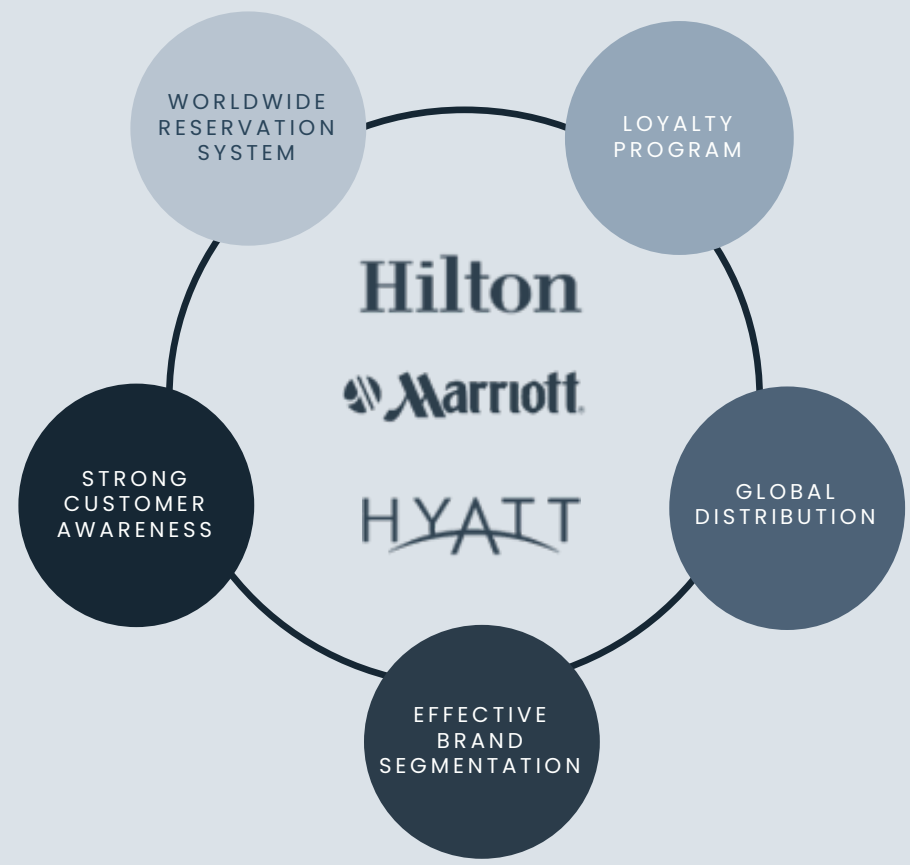 WORLDWIDE
RESERVATION
SYSTEM
LOYALTY
PROGRAM
Hilton
Marriott
HYATT
STRONG
CUSTOMER
AWARENESS
GLOBAL
DISTRIBUTION
EFFECTIVE
BRAND
SEGMENTATION